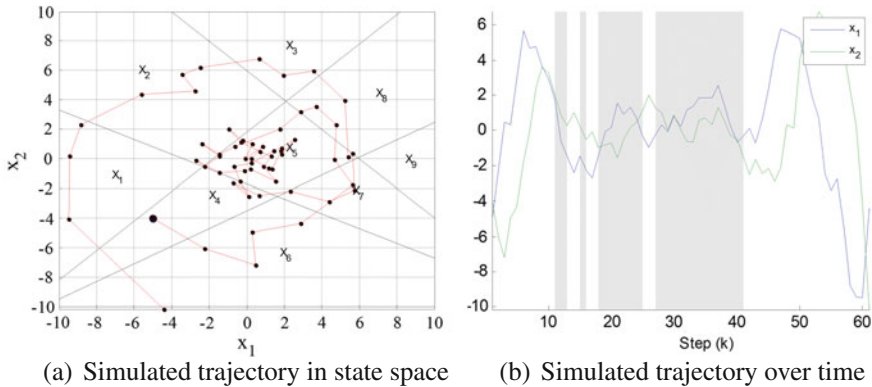 10
8
6
4
2
0
-2
-4
-6
-8
-10
x2
-10 -8 -6 -4 -2 0 2 4 6 8 10
x1
X1
X2
X3
X4
X5
X6
X7
X8
X9
(a) Simulated trajectory in state space
6
4
2
0
-2
-4
-6
-8
-10
10 20 30 40 50 60
Step (k)
x1
x2
(b) Simulated trajectory over time